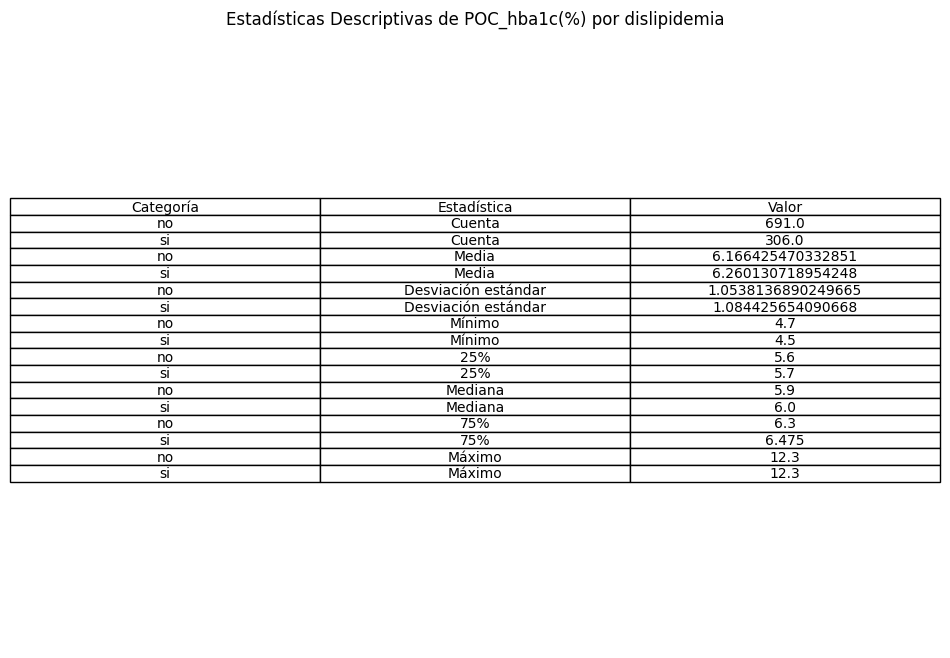 Estadísticas Descriptivas de POC_hba1c(%) por dislipidemia
Categoría Estadística Valor
no Cuenta 691.0
si Cuenta 306.0
no Media 6.166425470332851
si Media 6.260130718954248
no Desviación estándar 1.0538136890249665
si Desviación estándar 1.084425654090668
no Mínimo 4.7
si Mínimo 4.5
no 25% 5.6
si 25% 5.7
no Mediana 5.9
si Mediana 6.0
no 75% 6.3
si 75% 6.475
no Máximo 12.3
si Máximo 12.3